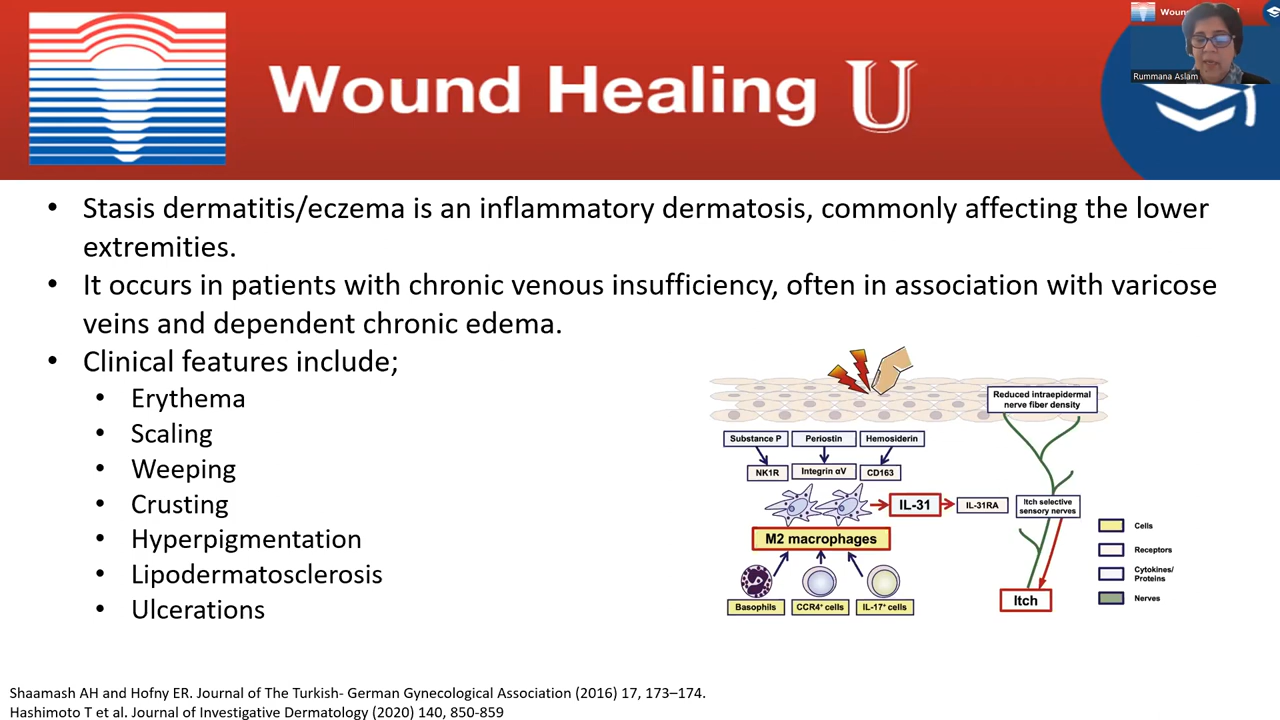 Wound Healing U
Woun
U
Rummana Aslam
• Stasis dermatitis/eczema is an inflammatory dermatosis, commonly affecting the lower
extremities.
• It occurs in patients with chronic venous insufficiency, often in association with varicose
veins and dependent chronic edema.
• Clinical features include;
• Erythema
• Scaling
• Weeping
• Crusting
• Hyperpigmentation
• Lipodermatosclerosis
• Ulcerations
Reduced intraepidermal
nerve fiber density
Substance P
Periostin
Hemosiderin
NK1R
Integrin αV
CD163
IL-31
IL-31RA
Itch selective
sensory nerves
M2 macrophages
Basophils
CCR4⁺ cells
IL-17⁺ cells
Itch
Cells
Receptors
Cytokines/
Proteins
Nerves
Shaamash AH and Hofny ER. Journal of The Turkish- German Gynecological Association (2016) 17, 173–174.
Hashimoto T et al. Journal of Investigative Dermatology (2020) 140, 850-859